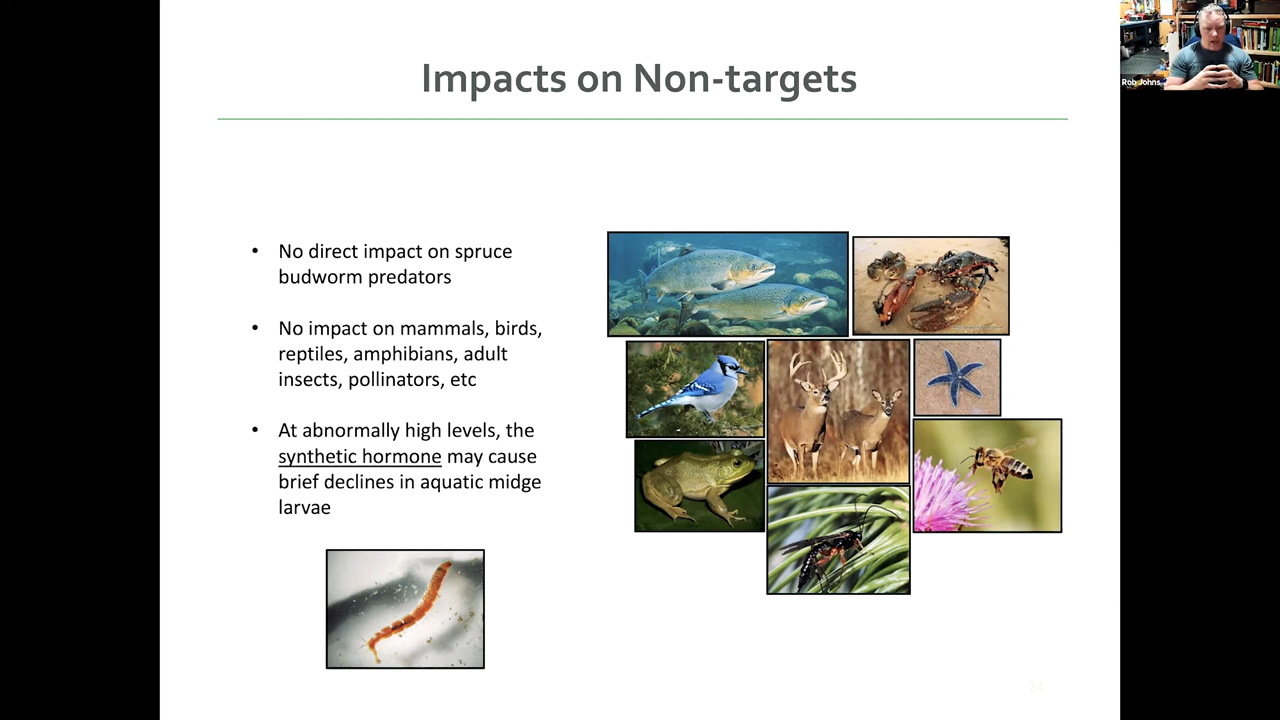 Impacts on Non-targets
Rob Johns
• No direct impact on spruce
budworm predators
• No impact on mammals, birds,
reptiles, amphibians, adult
insects, pollinators, etc
• At abnormally high levels, the
synthetic hormone may cause
brief declines in aquatic midge
larvae
24